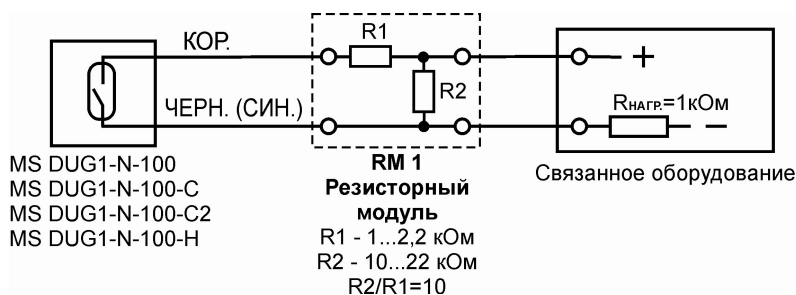 КОР.
R1
R2
+
ЧЕРН. (СИН.)
RНАГР.=1кОм
—
MS DUG1-N-100
MS DUG1-N-100-C
MS DUG1-N-100-C2
MS DUG1-N-100-H
RM 1
Резисторный
модуль
R1 - 1...2,2 кОм
R2 - 10...22 кОм
R2/R1=10
Связанное оборудование